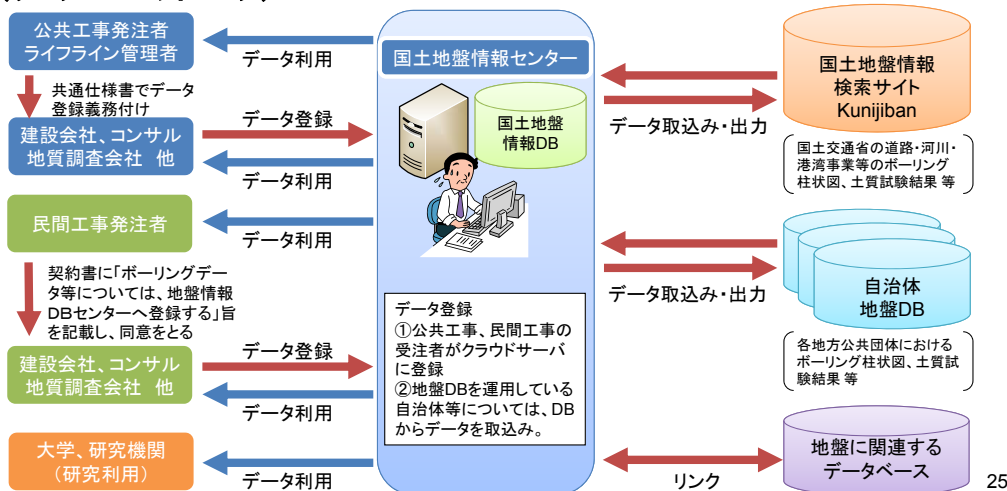 公共工事発注者
ライフライン管理者
データ利用
共通仕様書でデータ
登録義務付け
建設会社、コンサル
地質調査会社 他
データ登録
データ利用
民間工事発注者
データ利用
契約書に「ボーリングデー
タ等については、地盤情報
DBセンターへ登録する」旨
を記載し、同意をとる
建設会社、コンサル
地質調査会社 他
データ登録
データ利用
大学、研究機関
（研究利用）
データ利用
国土地盤情報センター
国土地盤
情報DB
データ登録
①公共工事、民間工事の
受注者がクラウドサーバ
に登録
②地盤DBを運用している
自治体等については、DB
からデータを取込み。
データ取込み・出力
国土地盤情報
検索サイト
Kunijiban
国土交通省の道路・河川・
港湾事業等のボーリング
柱状図、土質試験結果 等
データ取込み・出力
自治体
地盤DB
各地方公共団体における
ボーリング柱状図、土質試
験結果 等
リンク
地盤に関連する
データベース
25